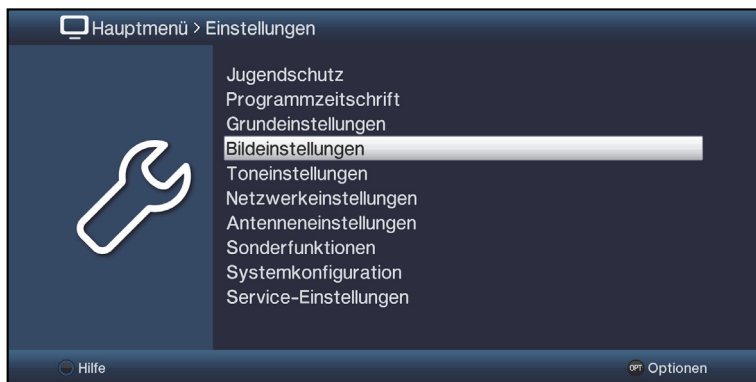 Hauptmenü > Einstellungen
Jugendschutz
Programmzeitschrift
Grundeinstellungen
Bildeinstellungen
Toneinstellungen
Netzwerkeinstellungen
Antenneneinstellungen
Sonderfunktionen
Systemkonfiguration
Service-Einstellungen
Hilfe OPT Optionen